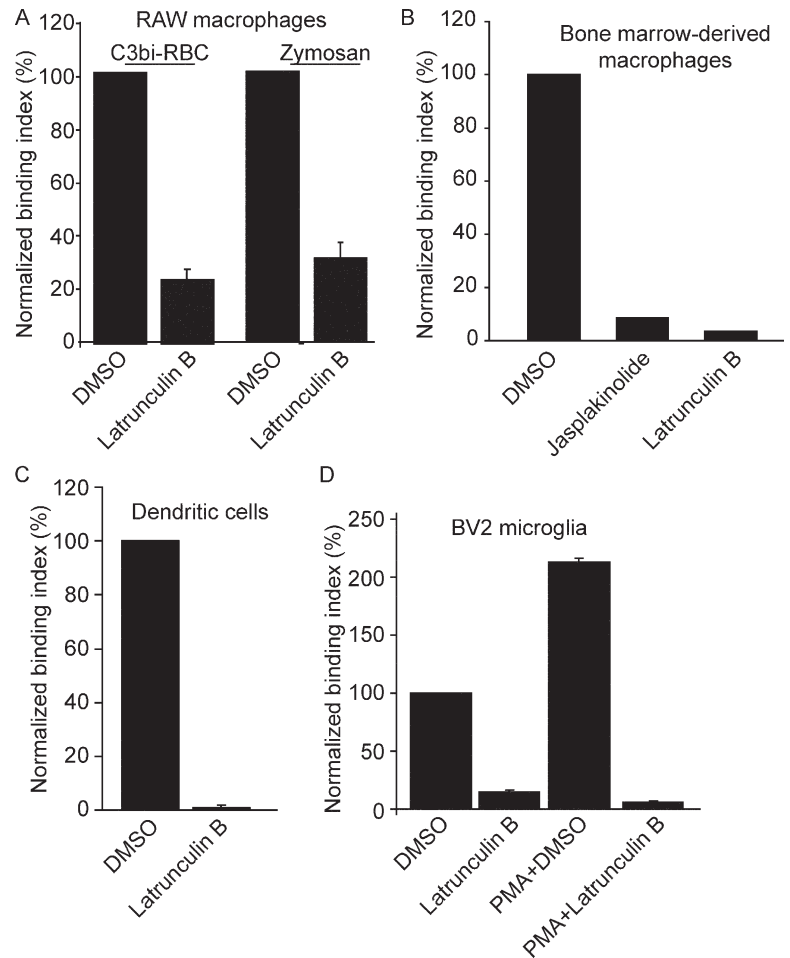 A
RAW macrophages
C3bi-RBC Zymosan
Normalized binding index (%)
120
100
80
60
40
20
0
DMSO
Latrunculin B
DMSO
Latrunculin B
B
Bone marrow-derived
macrophages
Normalized binding index (%)
120
100
80
60
40
20
0
DMSO
Jasplakinolide
Latrunculin B
C
Dendritic cells
Normalized binding index (%)
120
100
80
60
40
20
0
DMSO
Latrunculin B
D
BV2 microglia
Normalized binding index (%)
250
200
150
100
50
0
DMSO
Latrunculin B
PMA+DMSO
PMA+Latrunculin B